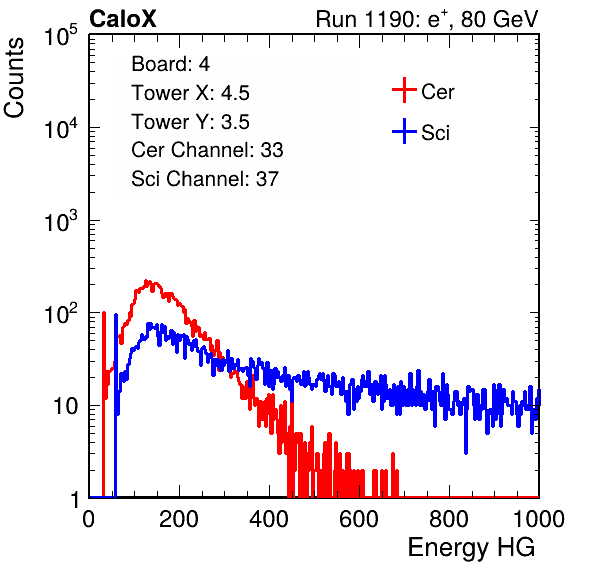 CaloX Run 1190: e⁺, 80 GeV
Counts
Board: 4
Tower X: 4.5
Tower Y: 3.5
Cer Channel: 33
Sci Channel: 37
Cer
Sci
10⁵
10⁴
10³
10²
10
1
0 200 400 600 800 1000
Energy HG